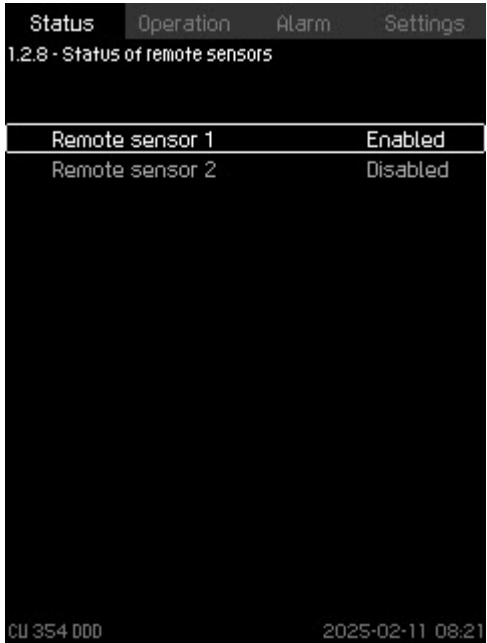 Status Operation Alarm Settings
1.2.8 - Status of remote sensors
Remote sensor 1 Enabled
Remote sensor 2 Disabled
CU 354 DDD 2025-02-11 08:21